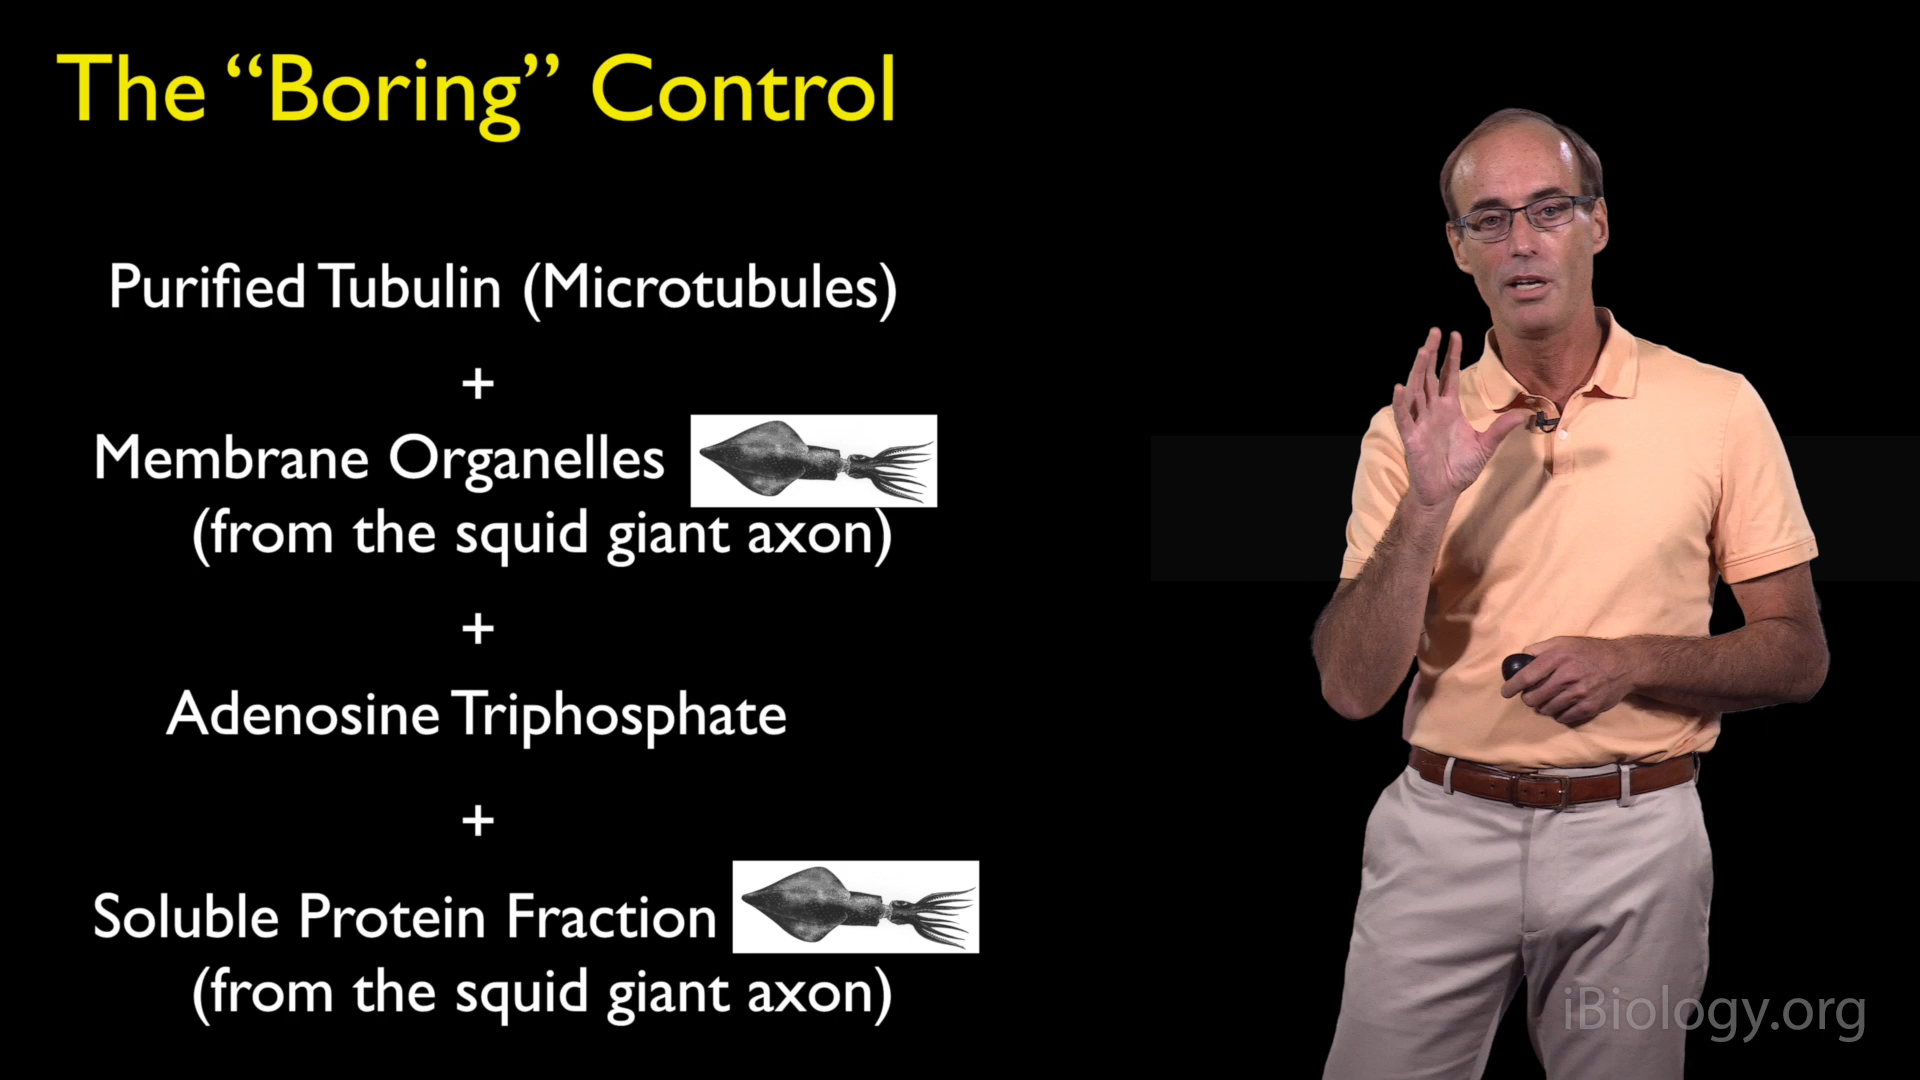 The “Boring” Control
Purified Tubulin (Microtubules)
+
Membrane Organelles
(from the squid giant axon)
+
Adenosine Triphosphate
+
Soluble Protein Fraction
(from the squid giant axon)
iBiology.org